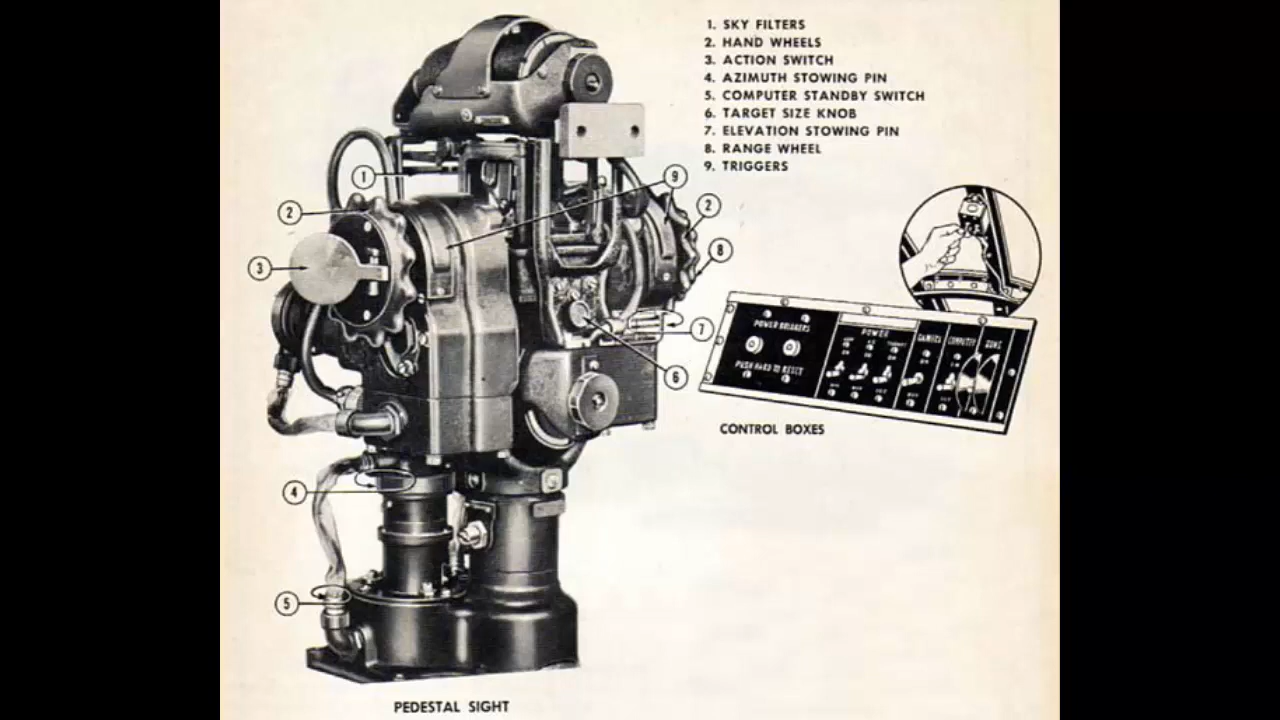 1. SKY FILTERS
2. HAND WHEELS
3. ACTION SWITCH
4. AZIMUTH STOWING PIN
5. COMPUTER STANDBY SWITCH
6. TARGET SIZE KNOB
7. ELEVATION STOWING PIN
8. RANGE WHEEL
9. TRIGGERS
1
9
2
2
3
8
7
6
4
5
POWER BREAKERS
PUSH HARD TO RESET
POWER
CAMERA
COMPUTER
GUNS
CONTROL BOXES
PEDESTAL SIGHT